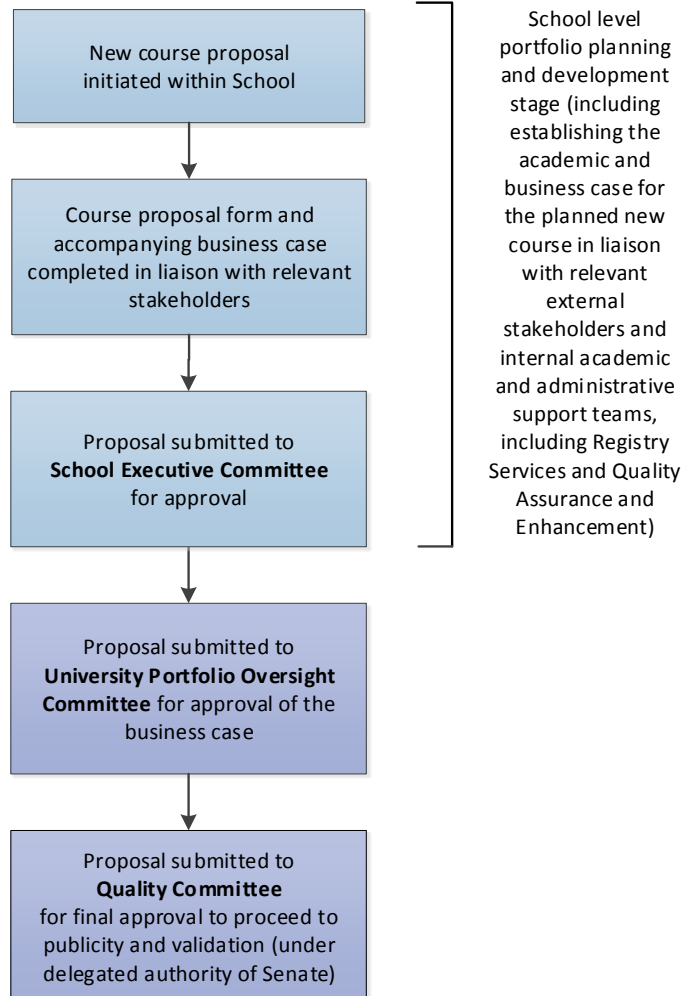 New course proposal
initiated within School
Course proposal form and
accompanying business case
completed in liaison with relevant
stakeholders
Proposal submitted to
School Executive Committee
for approval
Proposal submitted to
University Portfolio Oversight
Committee for approval of the
business case
Proposal submitted to
Quality Committee
for final approval to proceed to
publicity and validation (under
delegated authority of Senate)
School level
portfolio planning
and development
stage (including
establishing the
academic and
business case for
the planned new
course in liaison
with relevant
external
stakeholders and
internal academic
and administrative
support teams,
including Registry
Services and Quality
Assurance and
Enhancement)